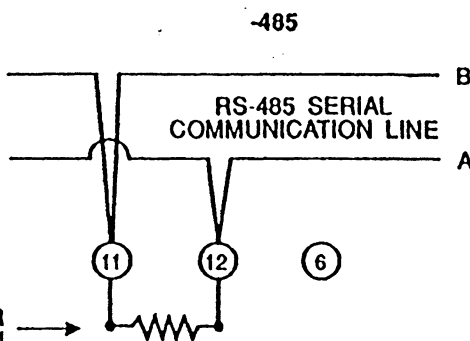 -485
B
RS-485 SERIAL
COMMUNICATION LINE
A
11 12 6